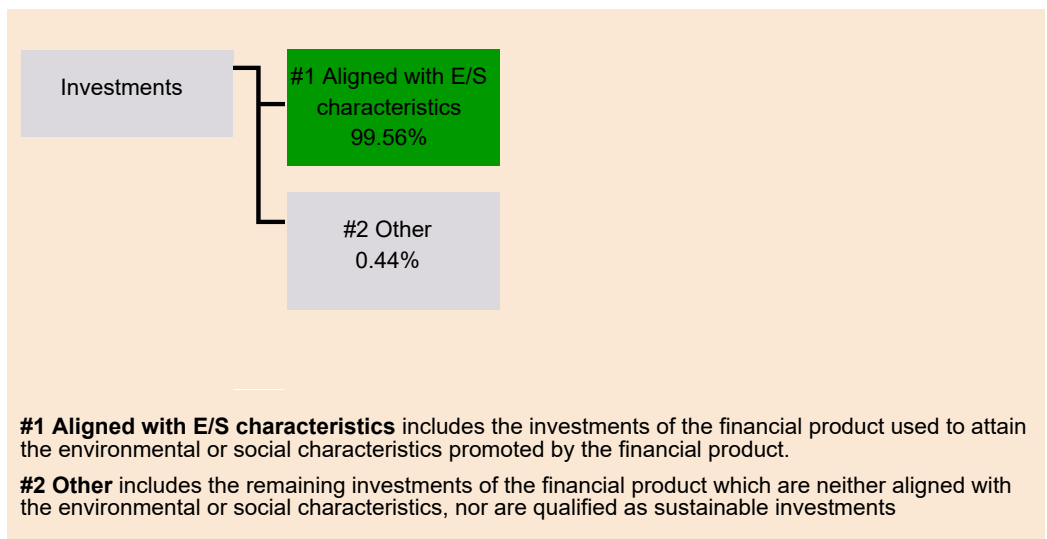 Investments
#1 Aligned with E/S
characteristics
99.56%
#2 Other
0.44%
#1 Aligned with E/S characteristics includes the investments of the financial product used to attain
the environmental or social characteristics promoted by the financial product.
#2 Other includes the remaining investments of the financial product which are neither aligned with
the environmental or social characteristics, nor are qualified as sustainable investments